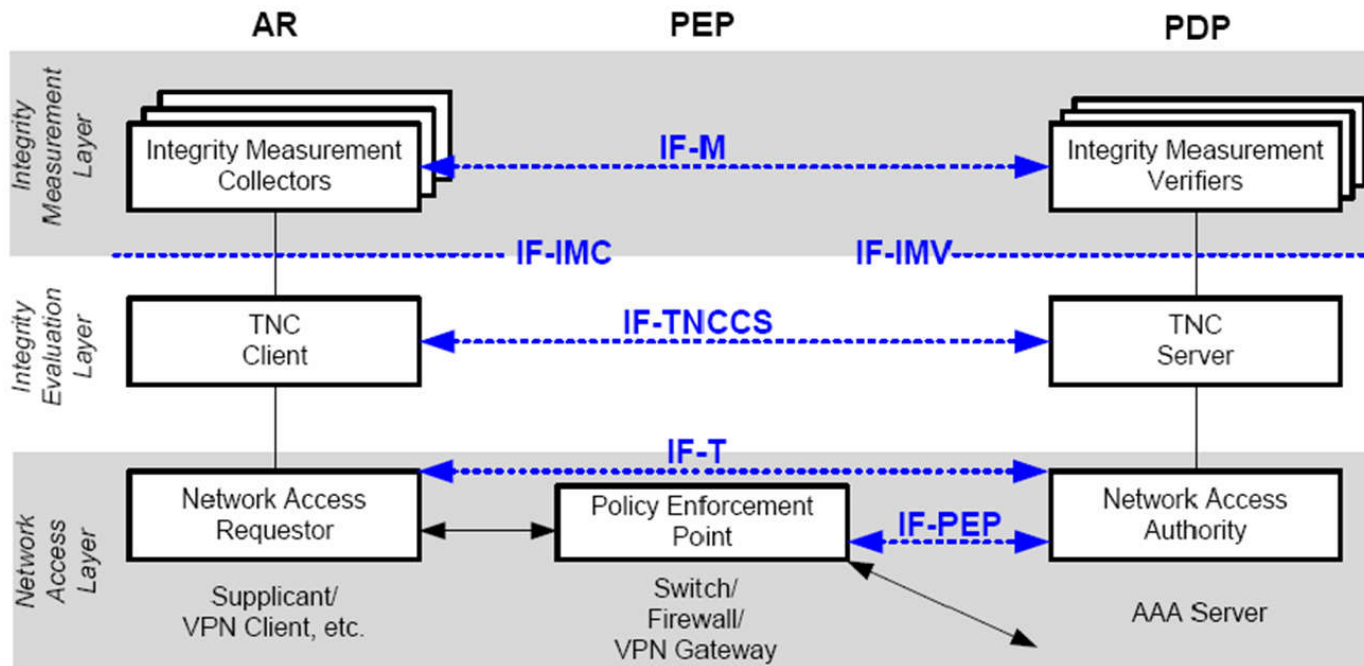 AR
PEP
PDP
Integrity
Measurement
Layer
Integrity Measurement
Collectors
IF-M
Integrity Measurement
Verifiers
IF-IMC
IF-IMV
Integrity
Evaluation
Layer
TNC
Client
IF-TNCCS
TNC
Server
IF-T
Network
Access
Layer
Network Access
Requestor
Policy Enforcement
Point
IF-PEP
Network Access
Authority
Supplicant/
VPN Client, etc.
Switch/
Firewall/
VPN Gateway
AAA Server